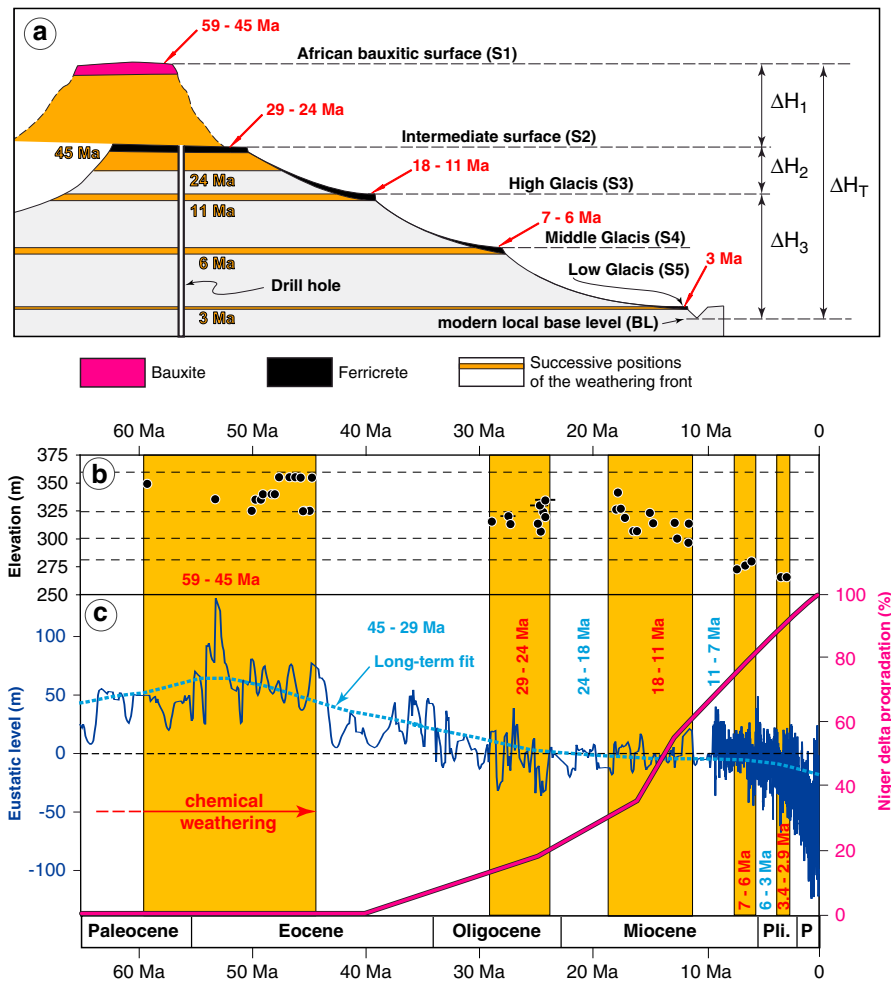 a
59 - 45 Ma
African bauxitic surface (S1)
ΔH1
29 - 24 Ma
Intermediate surface (S2)
45 Ma
18 - 11 Ma
ΔH2
24 Ma
High Glacis (S3)
ΔHT
11 Ma
7 - 6 Ma
Middle Glacis (S4)
ΔH3
6 Ma
3 Ma
Low Glacis (S5)
Drill hole
3 Ma
modern local base level (BL)
Bauxite
Ferricrete
Successive positions
of the weathering front
60 Ma
50 Ma
40 Ma
30 Ma
20 Ma
10 Ma
0
375
350
325
300
275
250
Elevation (m)
b
59 - 45 Ma
c
100
50
0
-50
-100
Eustatic level (m)
45 - 29 Ma
Long-term fit
29 - 24 Ma
24 - 18 Ma
18 - 11 Ma
11 - 7 Ma
7 - 6 Ma
6 - 3 Ma
3.4 - 2.9 Ma
chemical
weathering
100
80
60
40
20
0
Niger delta progradation (%)
Paleocene
Eocene
Oligocene
Miocene
Pli.
P
60 Ma
50 Ma
40 Ma
30 Ma
20 Ma
10 Ma
0